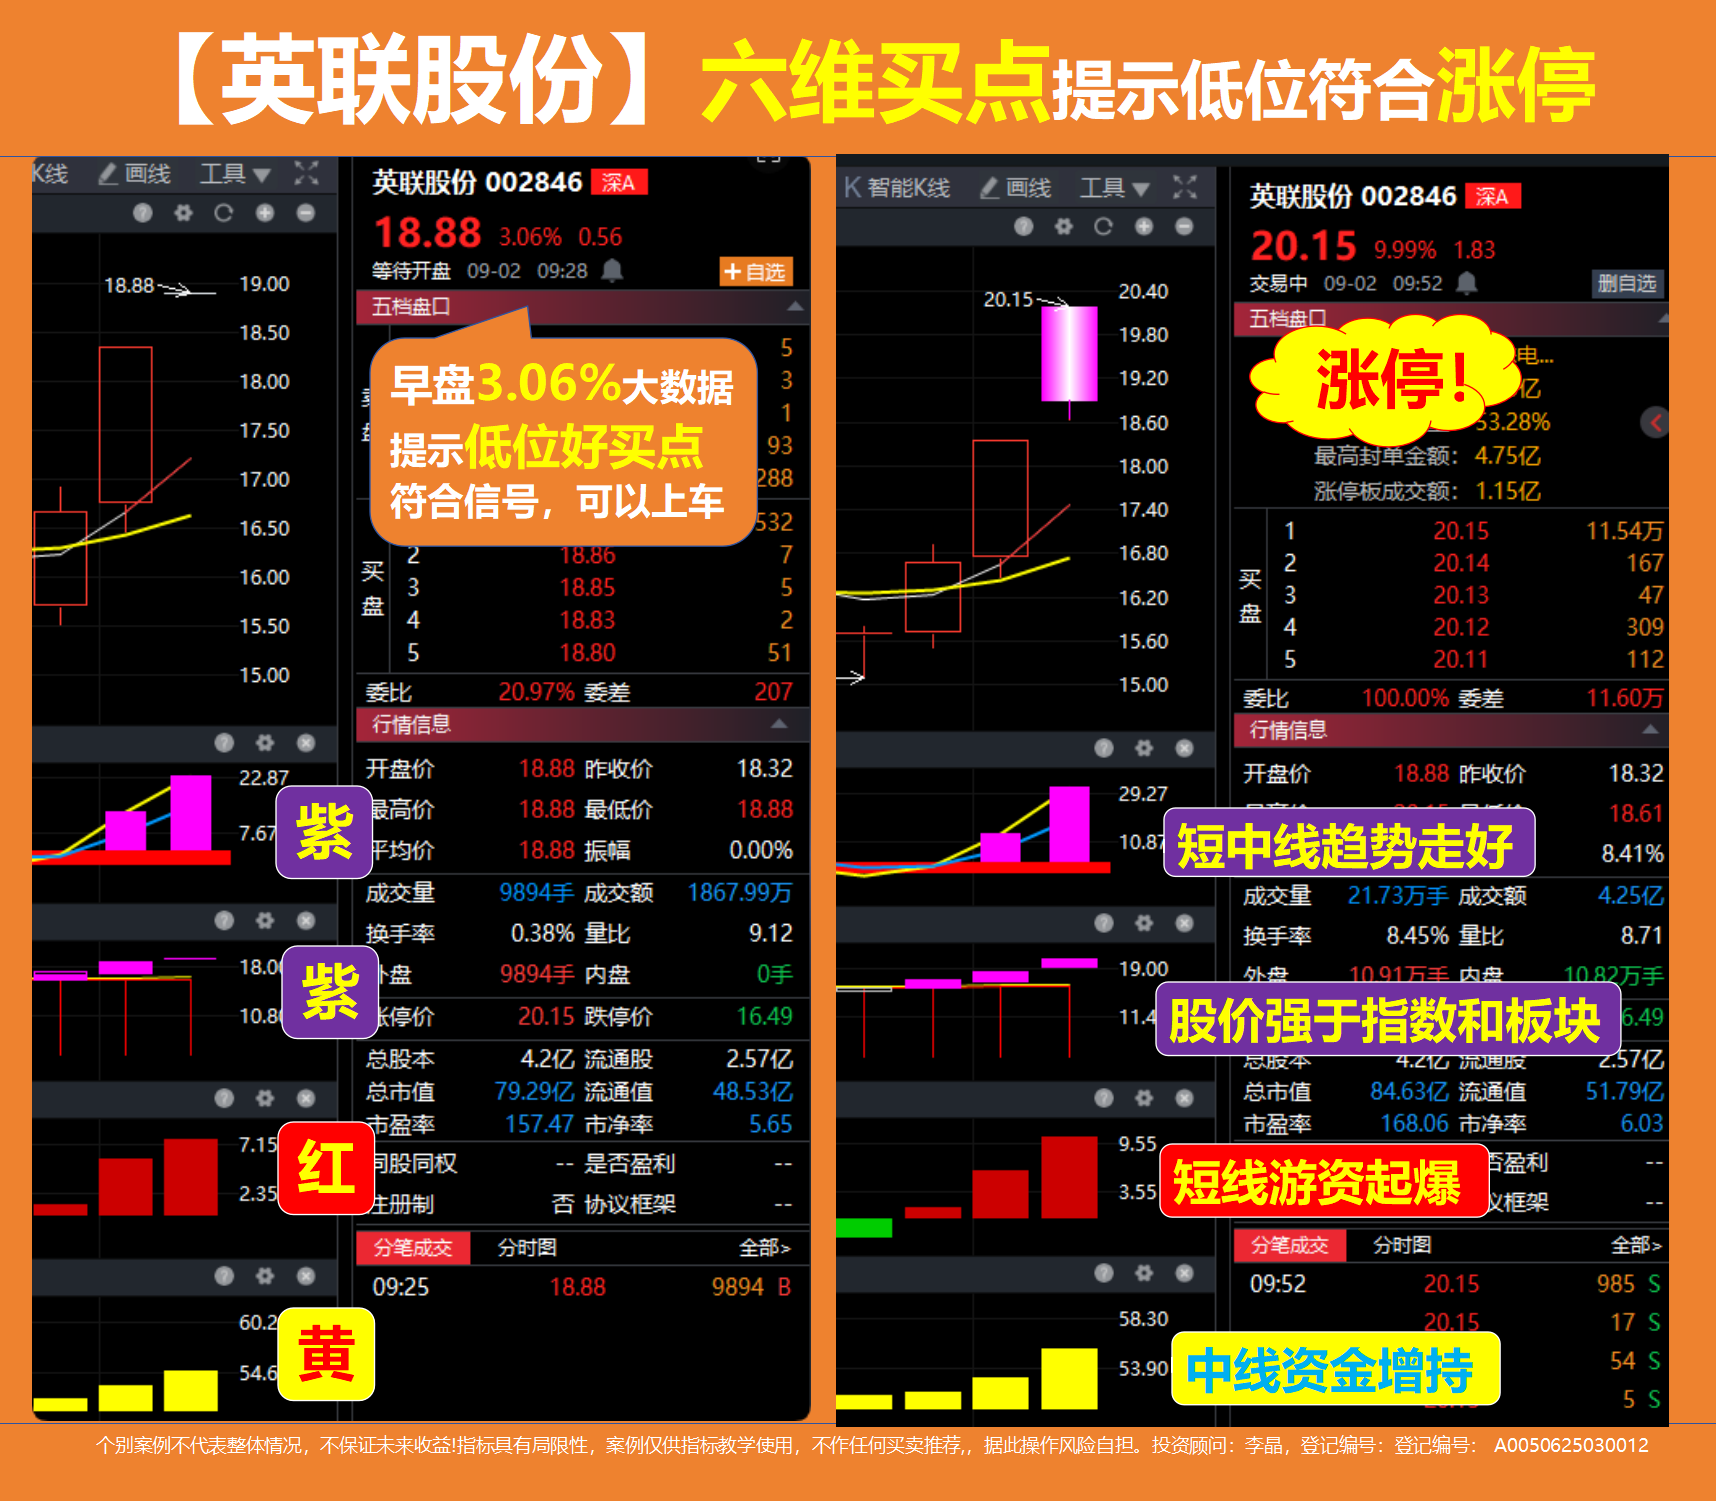 【英联股份】六维买点提示低位符合涨停
K线 画线 工具
英联股份 002846 深A
18.88 3.06% 0.56
等待开盘 09-02 09:28 +自选
五档盘口
18.88
19.00
18.50
18.00
17.50
17.00
16.50
16.00
15.50
15.00
早盘3.06%大数据
提示低位好买点
符合信号，可以上车
5
3
1
93
288
532
买盘
2 18.86 7
3 18.85 5
4 18.83 2
5 18.80 51
委比 20.97% 委差 207
行情信息
开盘价 18.88 昨收价 18.32
最高价 18.88 最低价 18.88
平均价 18.88 振幅 0.00%
成交量 9894手 成交额 1867.99万
换手率 0.38% 量比 9.12
外盘 9894手 内盘 0手
涨停价 20.15 跌停价 16.49
总股本 4.2亿 流通股 2.57亿
总市值 79.29亿 流通值 48.53亿
市盈率 157.47 市净率 5.65
同股同权 -- 是否盈利 --
注册制 否 协议框架 --
分笔成交 分时图 全部>
09:25 18.88 9894 B
22.87
7.67
紫
18.00
10.80
紫
7.15
2.35
红
60.2
54.6
黄
K 智能K线 画线 工具
英联股份 002846 深A
20.15 9.99% 1.83
交易中 09-02 09:52 删自选
五档盘口
20.15
20.40
19.80
19.20
18.60
18.00
17.40
16.80
16.20
15.60
15.00
涨停!
电...
亿
53.28%
最高封单金额： 4.75亿
涨停板成交额： 1.15亿
买盘
1 20.15 11.54万
2 20.14 167
3 20.13 47
4 20.12 309
5 20.11 112
委比 100.00% 委差 11.60万
行情信息
开盘价 18.88 昨收价 18.32
18.61
8.41%
成交量 21.73万手 成交额 4.25亿
换手率 8.45% 量比 8.71
外盘 10.91万手 内盘 10.82万手
6.49
总股本 4.2亿 流通股 2.57亿
总市值 84.63亿 流通值 51.79亿
市盈率 168.06 市净率 6.03
否盈利 --
议框架 --
分笔成交 分时图 全部>
09:52 20.15 985 S
20.15 17 S
54 S
5 S
29.27
10.87
短中线趋势走好
19.00
11.4
股价强于指数和板块
9.55
3.55
短线游资起爆
58.30
53.90
中线资金增持
个别案例不代表整体情况，不保证未来收益!指标具有局限性，案例仅供指标教学使用，不作任何买卖推荐,，据此操作风险自担。投资顾问：李晶，登记编号：登记编号： A0050625030012